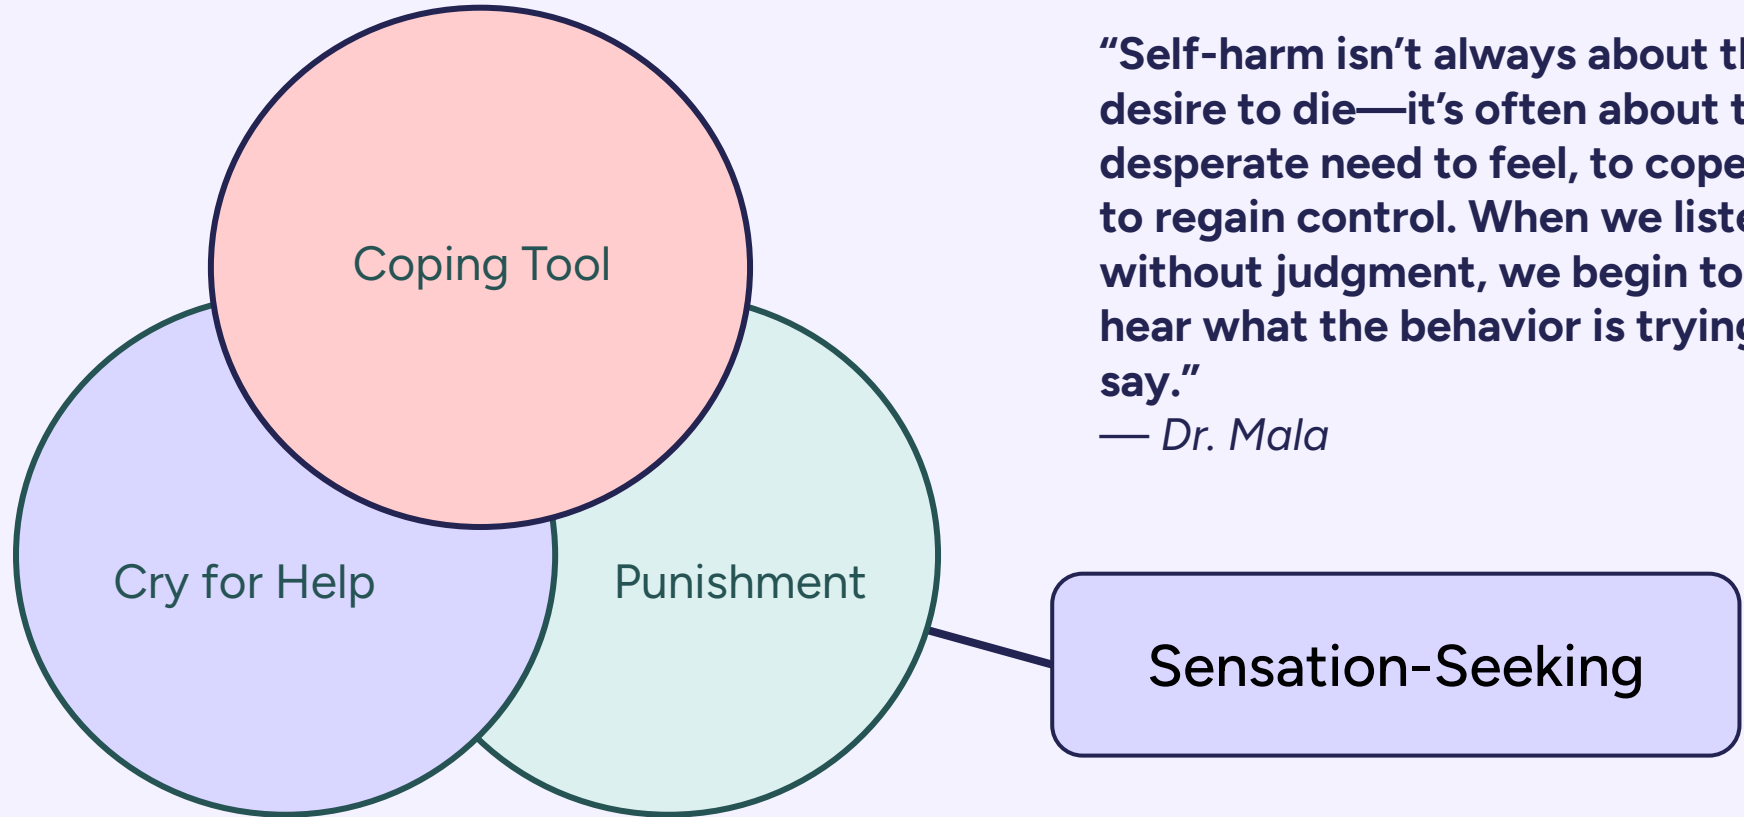 Coping Tool
Cry for Help
Punishment
“Self-harm isn’t always about
desire to die—it’s often about
desperate need to feel, to cope
to regain control. When we
without judgment, we begin to
hear what the behavior is
say.”
— Dr. Mala
Sensation-Seeking